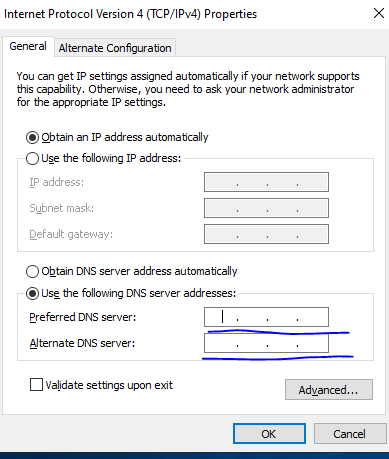 Internet Protocol Version 4 (TCP/IPv4) Properties
General
Alternate Configuration
You can get IP settings assigned automatically if your network supports
this capability. Otherwise, you need to ask your network administrator
for the appropriate IP settings.
Obtain an IP address automatically
Use the following IP address:
IP address:
Subnet mask:
Default gateway:
Obtain DNS server address automatically
Use the following DNS server addresses:
Preferred DNS server:
Alternate DNS server:
Validate settings upon exit
Advanced...
OK
Cancel